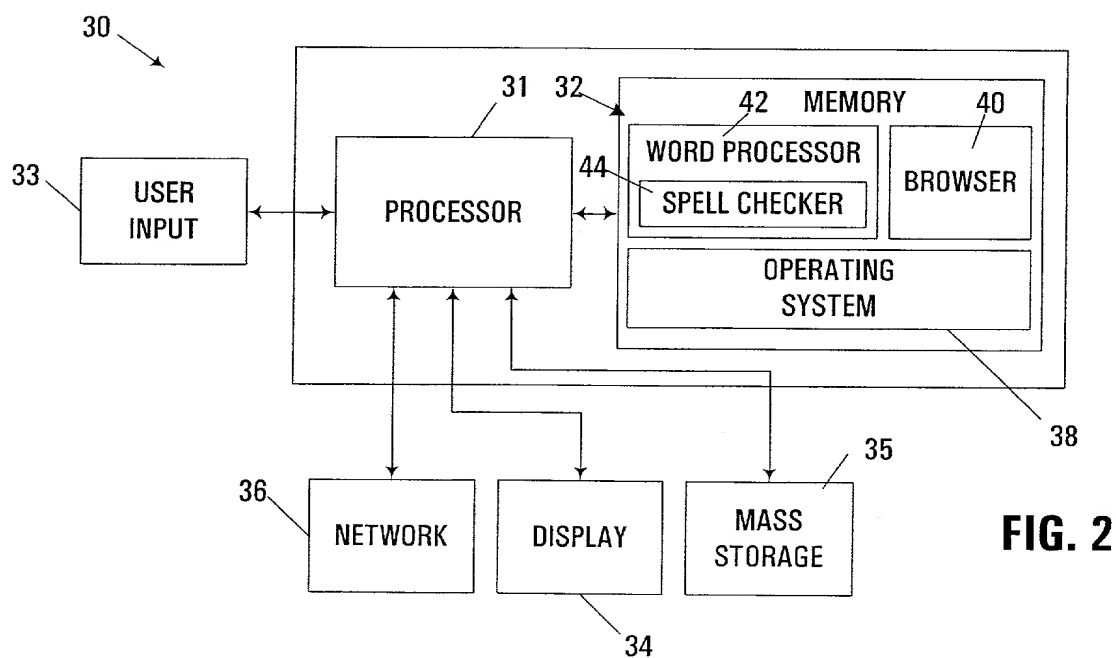 30
31
32
MEMORY
42
40
33
USER
INPUT
PROCESSOR
WORD PROCESSOR
44
SPELL CHECKER
BROWSER
OPERATING
SYSTEM
38
36
NETWORK
DISPLAY
34
35
MASS
STORAGE
FIG. 2